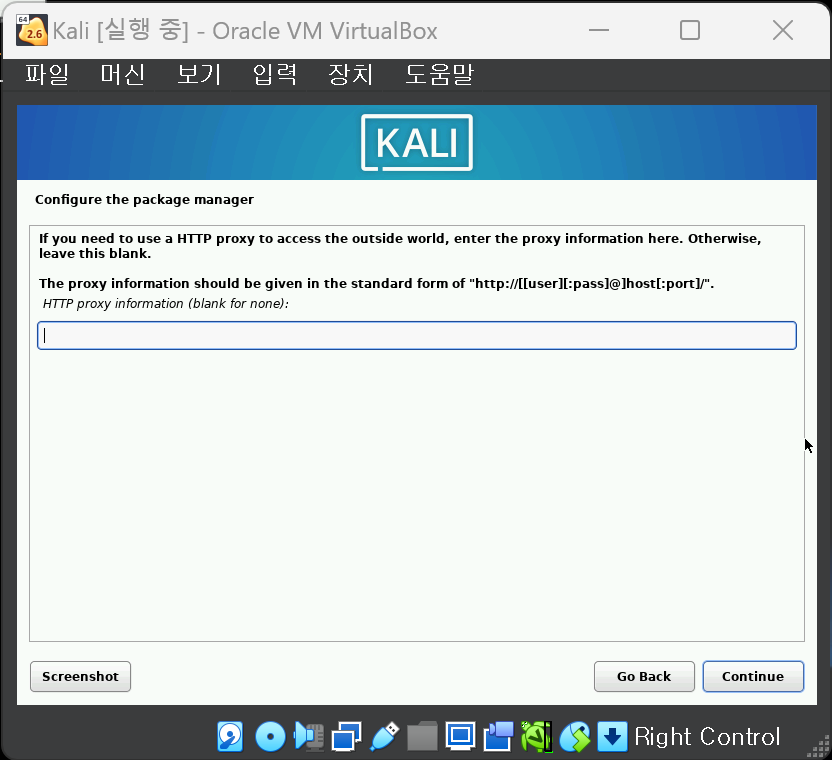 64
2.6
Kali [실행 중] - Oracle VM VirtualBox
파일 머신 보기 입력 장치 도움말
KALI
Configure the package manager
If you need to use a HTTP proxy to access the outside world, enter the proxy information here. Otherwise,
leave this blank.
The proxy information should be given in the standard form of "http://[[user][:pass]@]host[:port]/".
HTTP proxy information (blank for none):
Screenshot Go Back Continue
Right Control